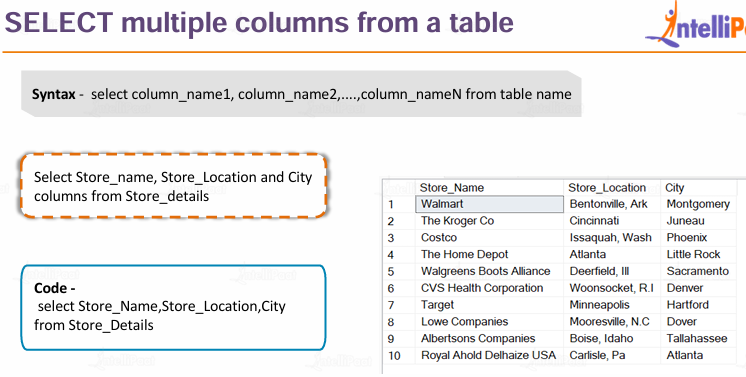 SELECT multiple columns from a table
ntelliP
Syntax - select column_name1, column_name2,....,column_nameN from table name
Select Store_name, Store_Location and City
columns from Store_details
Code -
select Store_Name,Store_Location,City
from Store_Details
Store_Name Store_Location City
1 Walmart Bentonville, Ark Montgomery
2 The Kroger Co Cincinnati Juneau
3 Costco Issaquah, Wash Phoenix
4 The Home Depot Atlanta Little Rock
5 Walgreens Boots Alliance Deerfield, Ill Sacramento
6 CVS Health Corporation Woonsocket, R.I Denver
7 Target Minneapolis Hartford
8 Lowe Companies Mooresville, N.C Dover
9 Albertsons Companies Boise, Idaho Tallahassee
10 Royal Ahold Delhaize USA Carlisle, Pa Atlanta